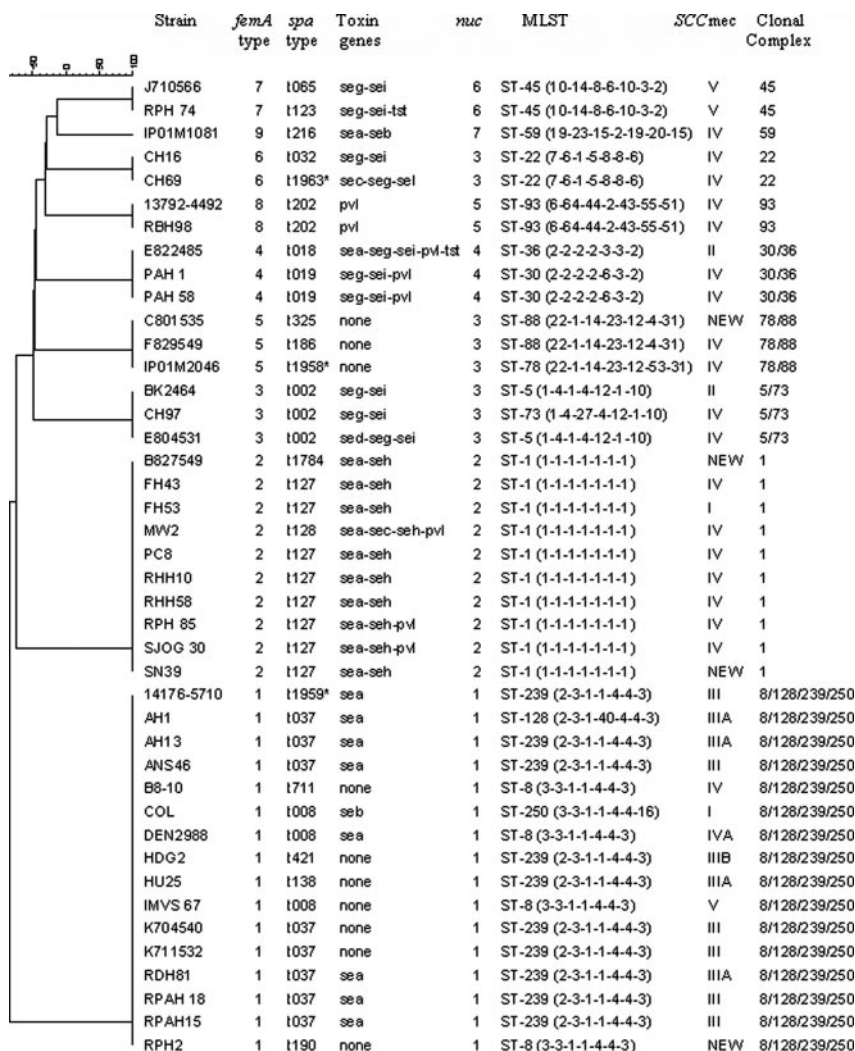 Strain femA type spa type Toxin genes nuc MLST SCCmec Clonal Complex
J710566 7 t065 seg-sei 6 ST-45 (10-14-8-6-10-3-2) V 45
RPH 74 7 t123 seg-sei-tst 6 ST-45 (10-14-8-6-10-3-2) V 45
IP01M1081 9 t216 sea-seb 7 ST-59 (19-23-15-2-19-20-15) IV 59
CH16 6 t032 seg-sei 3 ST-22 (7-6-1-5-8-8-6) IV 22
CH69 6 t1963* sec-seg-sel 3 ST-22 (7-6-1-5-8-8-6) IV 22
13792-4492 8 t202 pvl 5 ST-93 (6-64-44-2-43-55-51) IV 93
RBH98 8 t202 pvl 5 ST-93 (6-64-44-2-43-55-51) IV 93
E822485 4 t018 sea-seg-sei-pvl-tst 4 ST-36 (2-2-2-2-3-3-2) II 30/36
PAH 1 4 t019 seg-sei-pvl 4 ST-30 (2-2-2-2-6-3-2) IV 30/36
PAH 58 4 t019 seg-sei-pvl 4 ST-30 (2-2-2-2-6-3-2) IV 30/36
C801535 5 t325 none 3 ST-88 (22-1-14-23-12-4-31) NEW 78/88
F829549 5 t186 none 3 ST-88 (22-1-14-23-12-4-31) IV 78/88
IP01M2046 5 t1958* none 3 ST-78 (22-1-14-23-12-53-31) IV 78/88
BK2464 3 t002 seg-sei 3 ST-5 (1-4-1-4-12-1-10) II 5/73
CH97 3 t002 seg-sei 3 ST-73 (1-4-27-4-12-1-10) IV 5/73
E804531 3 t002 sed-seg-sei 3 ST-5 (1-4-1-4-12-1-10) IV 5/73
B827549 2 t1784 sea-seh 2 ST-1 (1-1-1-1-1-1-1) NEW 1
FH43 2 t127 sea-seh 2 ST-1 (1-1-1-1-1-1-1) IV 1
FH53 2 t127 sea-seh 2 ST-1 (1-1-1-1-1-1-1) I 1
MW2 2 t128 sea-sec-seh-pvl 2 ST-1 (1-1-1-1-1-1-1) IV 1
PC8 2 t127 sea-seh 2 ST-1 (1-1-1-1-1-1-1) IV 1
RHH10 2 t127 sea-seh 2 ST-1 (1-1-1-1-1-1-1) IV 1
RHH58 2 t127 sea-seh 2 ST-1 (1-1-1-1-1-1-1) IV 1
RPH 85 2 t127 sea-seh-pvl 2 ST-1 (1-1-1-1-1-1-1) IV 1
SJOG 30 2 t127 sea-seh-pvl 2 ST-1 (1-1-1-1-1-1-1) IV 1
SN39 2 t127 sea-seh 2 ST-1 (1-1-1-1-1-1-1) NEW 1
14176-5710 1 t1959* sea 1 ST-239 (2-3-1-1-4-4-3) III 8/128/239/250
AH1 1 t037 sea 1 ST-128 (2-3-1-40-4-4-3) IIIA 8/128/239/250
AH13 1 t037 sea 1 ST-239 (2-3-1-1-4-4-3) IIIA 8/128/239/250
ANS46 1 t037 sea 1 ST-239 (2-3-1-1-4-4-3) III 8/128/239/250
B8-10 1 t711 none 1 ST-8 (3-3-1-1-4-4-3) IV 8/128/239/250
COL 1 t008 seb 1 ST-250 (3-3-1-1-4-4-16) I 8/128/239/250
DEN2988 1 t008 sea 1 ST-8 (3-3-1-1-4-4-3) IVA 8/128/239/250
HDG2 1 t421 none 1 ST-239 (2-3-1-1-4-4-3) IIIB 8/128/239/250
HU25 1 t138 none 1 ST-239 (2-3-1-1-4-4-3) IIIA 8/128/239/250
IMVS 67 1 t008 none 1 ST-8 (3-3-1-1-4-4-3) V 8/128/239/250
K704540 1 t037 none 1 ST-239 (2-3-1-1-4-4-3) III 8/128/239/250
K711532 1 t037 none 1 ST-239 (2-3-1-1-4-4-3) III 8/128/239/250
RDH81 1 t037 sea 1 ST-239 (2-3-1-1-4-4-3) IIIA 8/128/239/250
RPAH 18 1 t037 sea 1 ST-239 (2-3-1-1-4-4-3) III 8/128/239/250
RPAH15 1 t037 sea 1 ST-239 (2-3-1-1-4-4-3) III 8/128/239/250
RPH2 1 t190 none 1 ST-8 (3-3-1-1-4-4-3) NEW 8/128/239/250